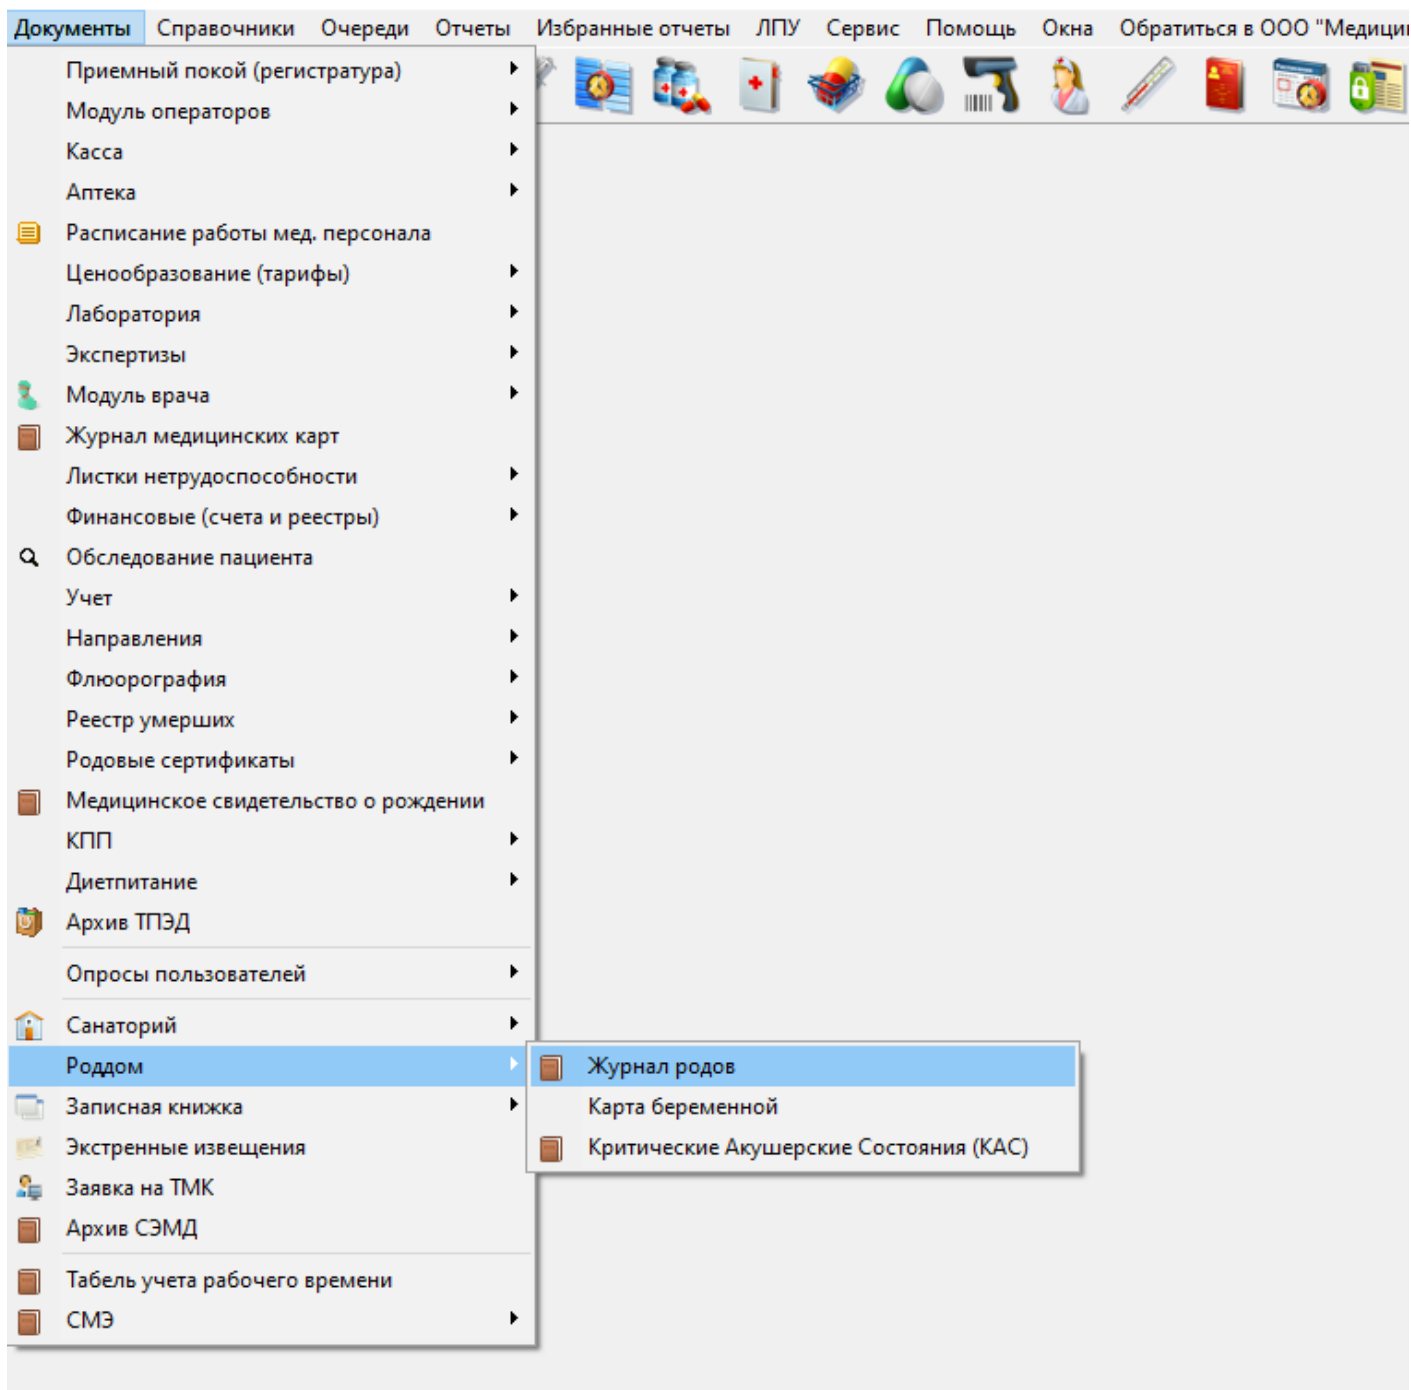 Документы Справочники Очереди Отчеты Избранные отчеты ЛПУ Сервис Помощь Окна Обратиться в ООО "Медицин
Приемный покой (регистратура)
Модуль операторов
Касса
Аптека
Расписание работы мед. персонала
Ценообразование (тарифы)
Лаборатория
Экспертизы
Модуль врача
Журнал медицинских карт
Листки нетрудоспособности
Финансовые (счета и реестры)
Обследование пациента
Учет
Направления
Флюорография
Реестр умерших
Родовые сертификаты
Медицинское свидетельство о рождении
КПП
Диетпитание
Архив ТПЭД
Опросы пользователей
Санаторий
Роддом
Журнал родов
Записная книжка
Карта беременной
Экстренные извещения
Критические Акушерские Состояния (КАС)
Заявка на ТМК
Архив СЭМД
Табель учета рабочего времени
СМЭ